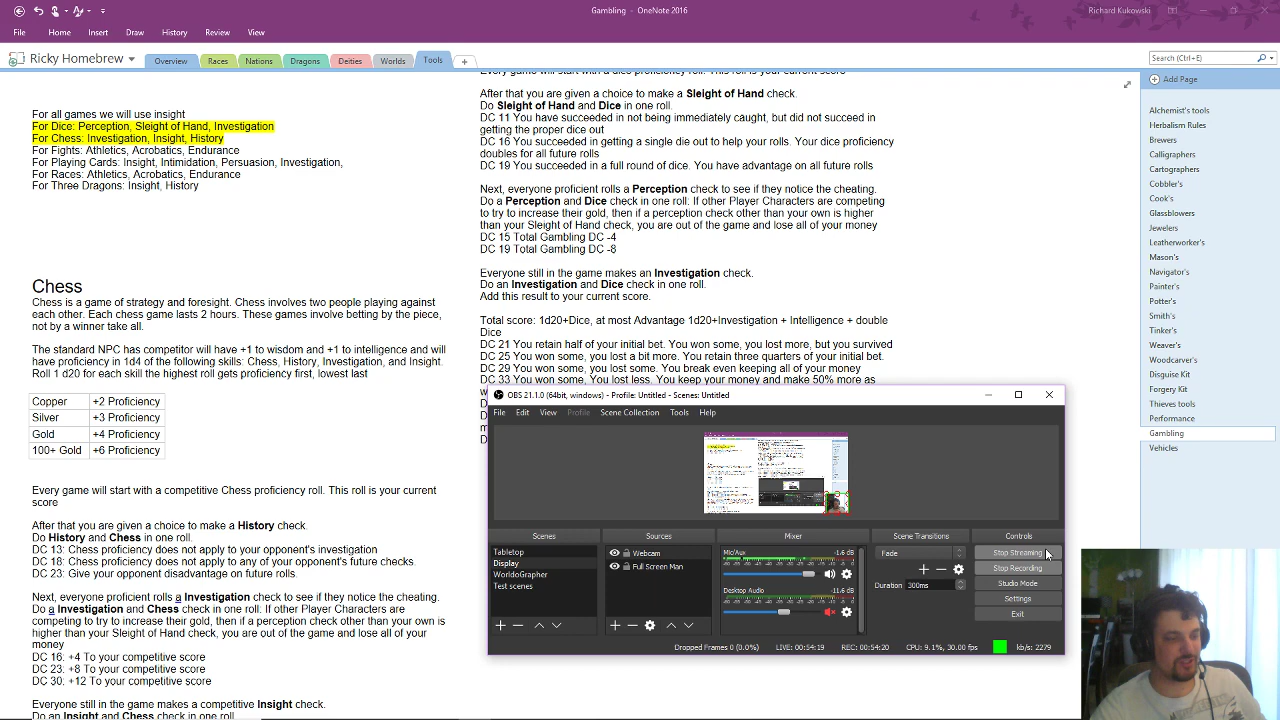 Gambling - OneNote 2016
Richard Kukowski
File Home Insert Draw History Review View
Ricky Homebrew
Overview Races Nations Dragons Deities Worlds Tools
Search (Ctrl+E)
For all games we will use insight
For Dice: Perception, Sleight of Hand, Investigation
For Chess: Investigation, Insight, History
For Fights: Athletics, Acrobatics, Endurance
For Playing Cards: Insight, Intimidation, Persuasion, Investigation,
For Races: Athletics, Acrobatics, Endurance
For Three Dragons: Insight, History
Chess
Chess is a game of strategy and foresight. Chess involves two people playing against
each other. Each chess game lasts 2 hours. These games involve betting by the piece,
not by a winner take all.
The standard NPC has competitor will have +1 to wisdom and +1 to intelligence and will
have proficiency in 1d4 of the following skills: Chess, History, Investigation, and Insight.
Roll 1 d20 for each skill the highest roll gets proficiency first, lowest last
Copper +2 Proficiency
Silver +3 Proficiency
Gold +4 Proficiency
100+ Gold +6 Proficiency
Every game will start with a competitive Chess proficiency roll. This roll is your current
score
After that you are given a choice to make a History check.
Do History and Chess in one roll.
DC 13: Chess proficiency does not apply to your opponent's investigation
DC 18: Chess proficiency does not apply to any of your opponent's future checks.
DC 23: Give your opponent disadvantage on future rolls.
Next, everyone proficient rolls a Investigation check to see if they notice the cheating.
Do a Investigation and Chess check in one roll: If other Player Characters are
competing to try to increase their gold, then if a perception check other than your own is
higher than your Sleight of Hand check, you are out of the game and lose all of your
money
DC 16: +4 To your competitive score
DC 23: +8 To your competitive score
DC 30: +12 To your competitive score
Everyone still in the game makes a competitive Insight check.
Do an Insight and Chess check in one roll.
Every game will start with a dice proficiency roll. This roll is your current score
After that you are given a choice to make a Sleight of Hand check.
Do Sleight of Hand and Dice in one roll.
DC 11 You have succeeded in not being immediately caught, but did not succeed in
getting the proper dice out
DC 16 You succeeded in getting a single die out to help your rolls. Your dice proficiency
doubles for all future rolls
DC 19 You succeeded in a full round of dice. You have advantage on all future rolls
Next, everyone proficient rolls a Perception check to see if they notice the cheating.
Do a Perception and Dice check in one roll: If other Player Characters are competing
to try to increase their gold, then if a perception check other than your own is higher
than your Sleight of Hand check, you are out of the game and lose all of your money
DC 15 Total Gambling DC -4
DC 19 Total Gambling DC -8
Everyone still in the game makes an Investigation check.
Do an Investigation and Dice check in one roll.
Add this result to your current score.
Total score: 1d20+Dice, at most Advantage 1d20+Investigation + Intelligence + double
Dice
DC 21 You retain half of your initial bet. You won some, you lost more, but you survived
DC 25 You won some, you lost a bit more. You retain three quarters of your initial bet.
DC 29 You won some, you lost some. You break even keeping all of your money
DC 33 You won some, You lost less. You keep your money and make 50% more as
OBS 21.1.0 (64bit, windows) - Profile: Untitled - Scenes: Untitled
File Edit View Profile Scene Collection Tools Help
Scenes Sources Mixer Scene Transitions Controls
Tabletop
Display
WorldoGrapher
Test scenes
Webcam
Full Screen Man
Mic/Aux -1.6 dB
Desktop Audio -11.6 dB
Fade
Duration 300ms
Stop Streaming
Stop Recording
Studio Mode
Settings
Exit
Dropped Frames 0 (0.0%) LIVE: 00:54:19 REC: 00:54:20 CPU: 9.1%, 30.00 fps kb/s: 2279
Add Page
Alchemist's tools
Herbalism Rules
Brewers
Calligraphers
Cartographers
Cobbler's
Cook's
Glassblowers
Jewelers
Leatherworker's
Mason's
Navigator's
Painter's
Potter's
Smith's
Tinker's
Weaver's
Woodcarver's
Disguise Kit
Forgery Kit
Thieves tools
Performance
Gambling
Vehicles